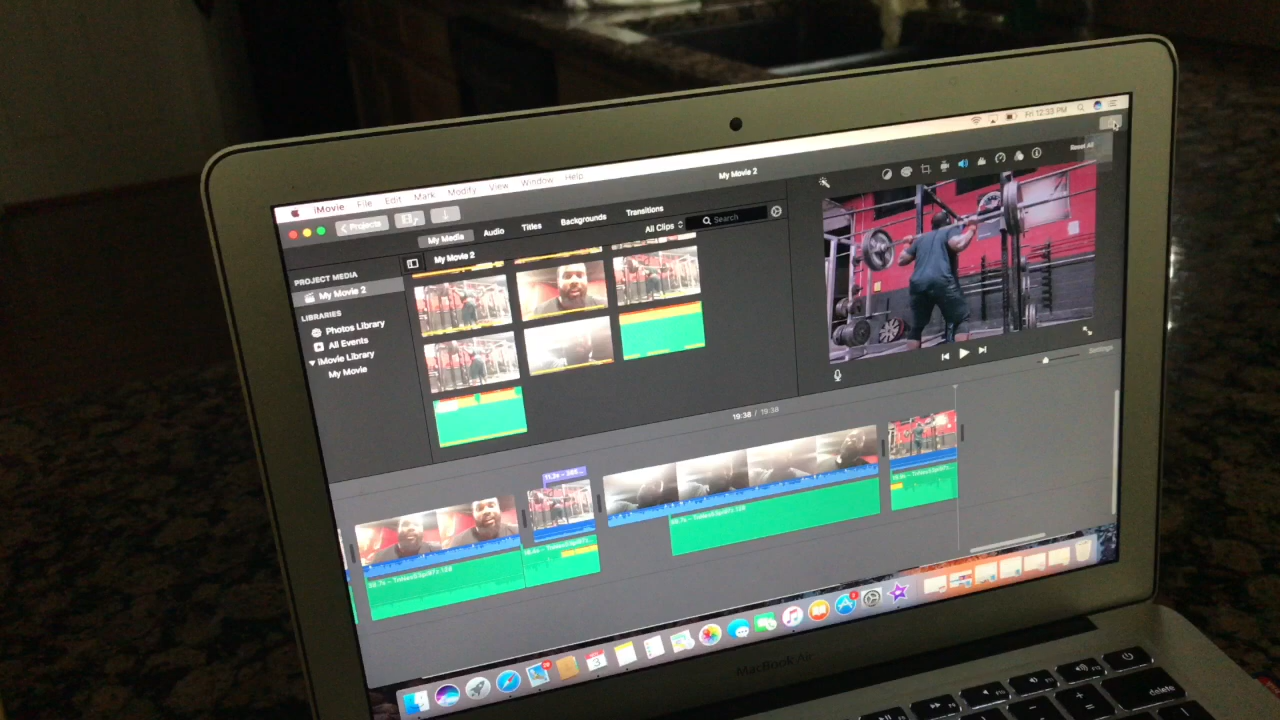 iMovie File Edit Mark Modify View Window Help Fri 12:33 PM
Projects My Movie 2 Reset All
My Media Audio Titles Backgrounds Transitions
My Movie 2 All Clips Search
PROJECT MEDIA
My Movie 2
LIBRARIES
Photos Library
All Events
iMovie Library
My Movie
19:38 / 19:38 Settings
3
MacBook Air
delete